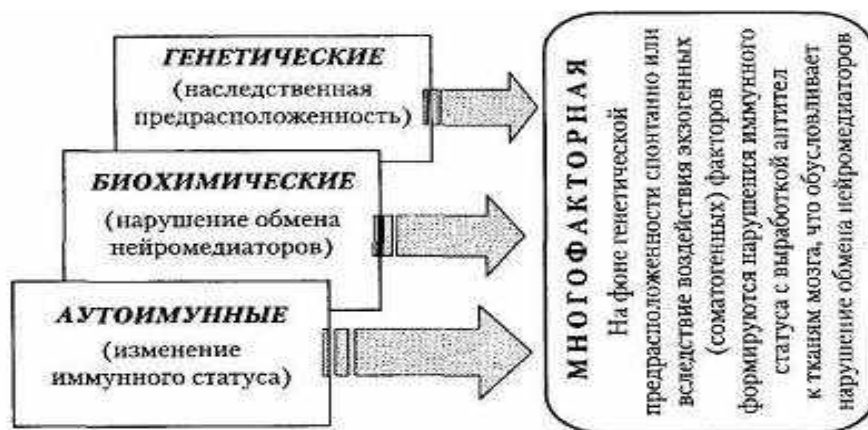 ГЕНЕТИЧЕСКИЕ
(наследственная
предрасположенность)
БИОХИМИЧЕСКИЕ
(нарушение обмена
нейромедиаторов)
АУТОИМУННЫЕ
(изменение
иммунного статуса)
МНОГОФАКТОРНАЯ
На фоне генетической
предрасположенности спонтанно или
вследствие воздействия экзогенных
(соматогенных) факторов
формируются нарушения иммунного
статуса с выработкой антител
к тканям мозга, что обусловливает
нарушение обмена нейромедиаторов